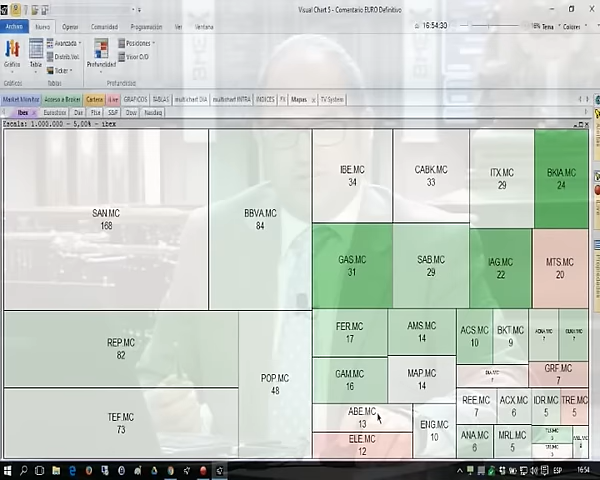 Visual Chart 5 - Comentario EURO Definitivo
Archivo Nuevo Operar Comunidad Programación Ver Ventana
16:54:30
Tema Colores
Gráfico
Gráficos
Tabla
Avanzada
Distrib.Vol.
Ticker
Tablas
Profundidad
Posiciones
Visor O/D
Profundidad
Market Monitor Acceso a Broker Cartera Live GRAFICOS TABLAS multichart DIA multichart INTRA INDICES FX Mapas TV System
Ibex Eurostoxx Dax Ftse S&P Dow Nasdaq
Escala: 1.000.000 - 5,00% - ibex
SAN.MC
168
BBVA.MC
84
IBE.MC
34
CABK.MC
33
ITX.MC
29
BKIA.MC
24
GAS.MC
31
SAB.MC
29
IAG.MC
22
MTS.MC
20
REP.MC
82
TEF.MC
73
POP.MC
48
FER.MC
17
AMS.MC
14
ACS.MC
10
BKT.MC
9
GAM.MC
16
MAP.MC
14
GRF.MC
7
ABE.MC
13
ELE.MC
12
ENG.MC
10
REE.MC
7
ACX.MC
6
IDR.MC
5
TRE.MC
5
ANA.MC
6
MRL.MC
5
ESP
16:54